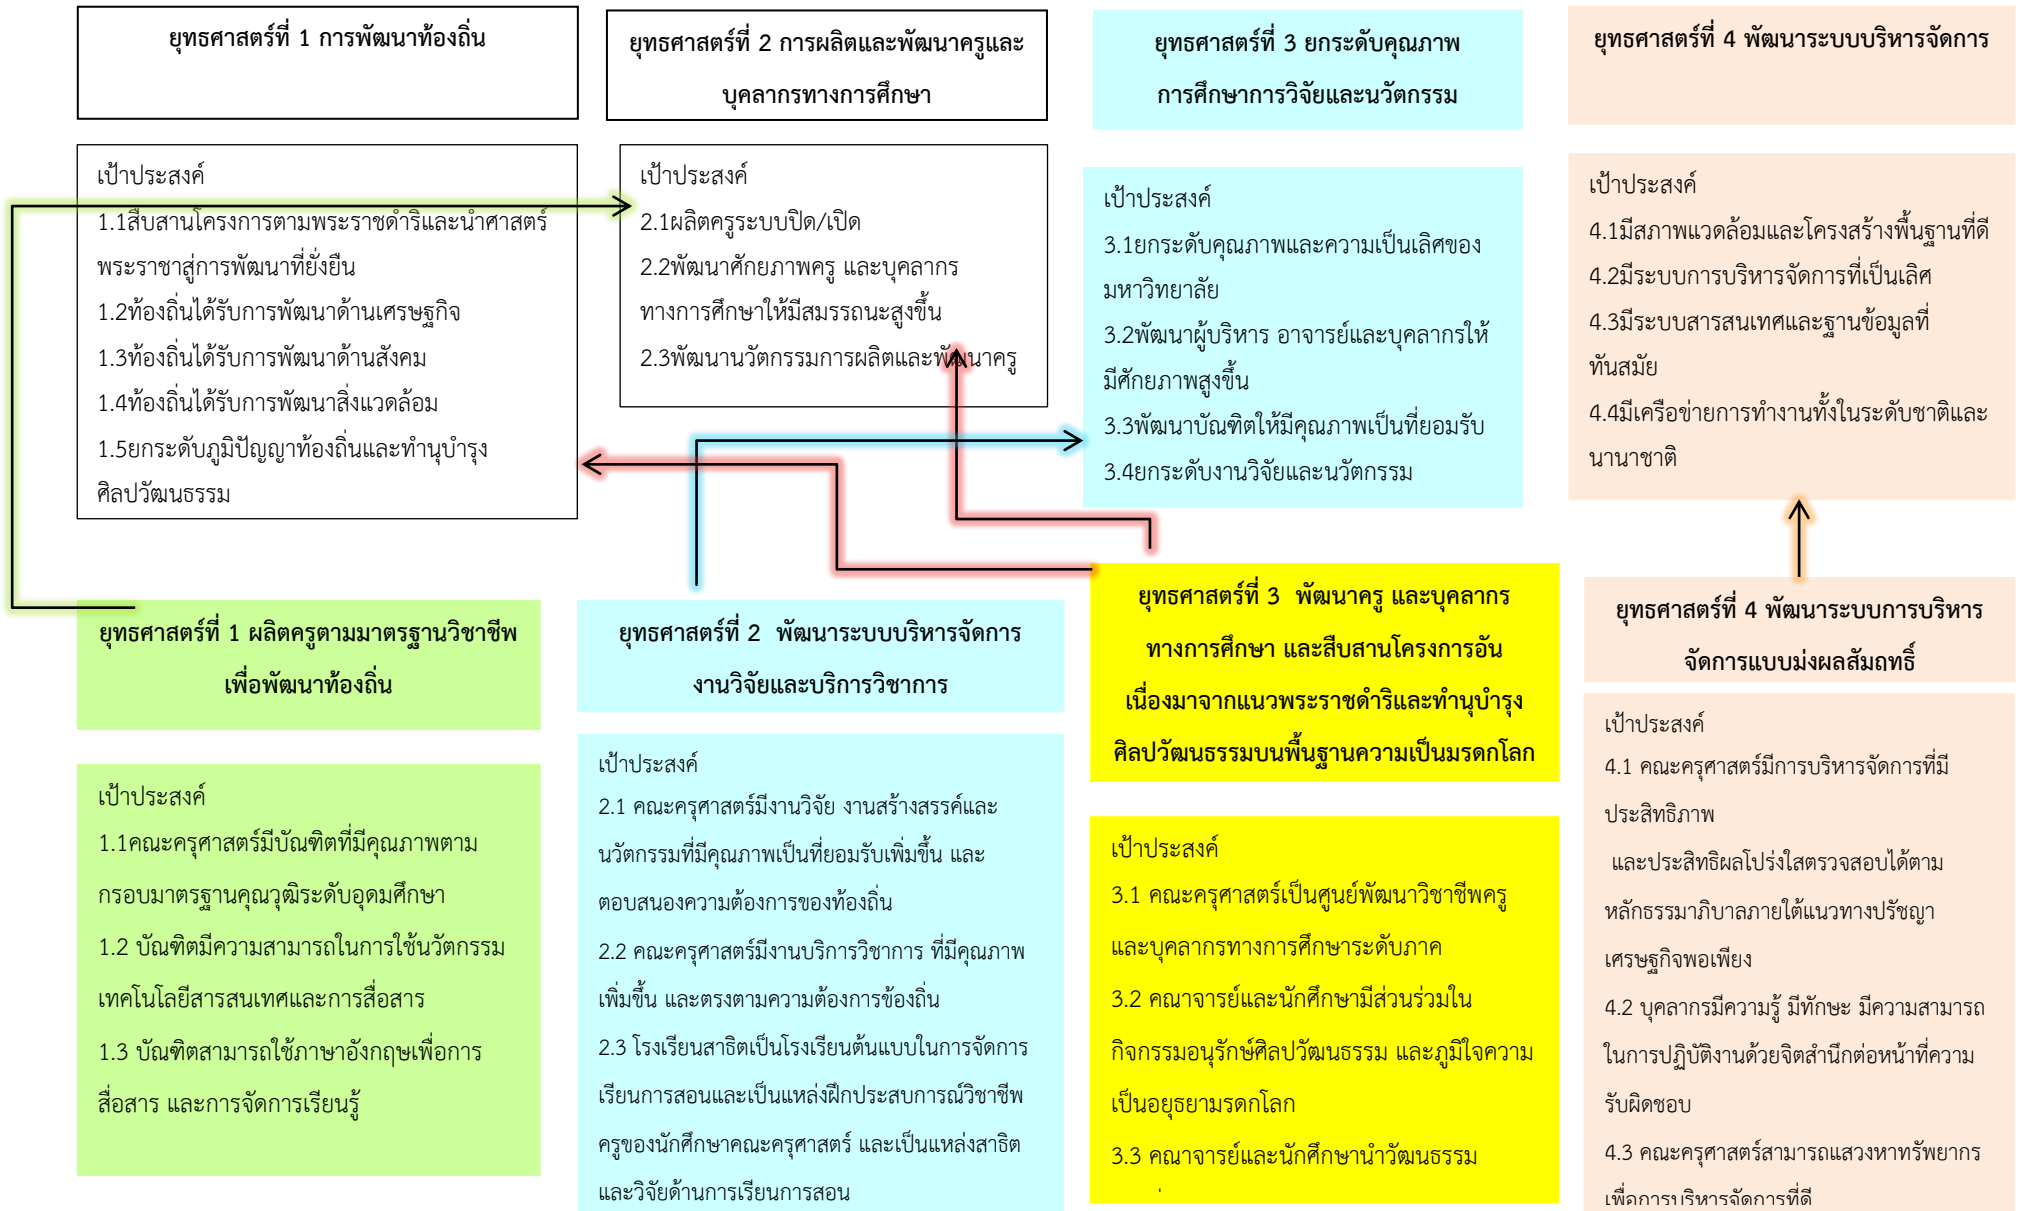 ยุทธศาสตร์ที่ 1 การพัฒนาท้องถิ่น
ยุทธศาสตร์ที่ 2 การผลิตและพัฒนาครูและ
บุคลากรทางการศึกษา
ยุทธศาสตร์ที่ 3 ยกระดับคุณภาพ
การศึกษาการวิจัยและนวัตกรรม
ยุทธศาสตร์ที่ 4 พัฒนาระบบบริหารจัดการ
เป้าประสงค์
1.1สืบสานโครงการตามพระราชดำริและนำศาสตร์
พระราชาสู่การพัฒนาที่ยั่งยืน
1.2ท้องถิ่นได้รับการพัฒนาด้านเศรษฐกิจ
1.3ท้องถิ่นได้รับการพัฒนาด้านสังคม
1.4ท้องถิ่นได้รับการพัฒนาสิ่งแวดล้อม
1.5ยกระดับภูมิปัญญาท้องถิ่นและทำนุบำรุง
ศิลปวัฒนธรรม
เป้าประสงค์
2.1ผลิตครูระบบปิด/เปิด
2.2พัฒนาศักยภาพครู และบุคลากร
ทางการศึกษาให้มีสมรรถนะสูงขึ้น
2.3พัฒนานวัตกรรมการผลิตและพัฒนาครู
เป้าประสงค์
3.1ยกระดับคุณภาพและความเป็นเลิศของ
มหาวิทยาลัย
3.2พัฒนาผู้บริหาร อาจารย์และบุคลากรให้
มีศักยภาพสูงขึ้น
3.3พัฒนาบัณฑิตให้มีคุณภาพเป็นที่ยอมรับ
3.4ยกระดับงานวิจัยและนวัตกรรม
เป้าประสงค์
4.1มีสภาพแวดล้อมและโครงสร้างพื้นฐานที่ดี
4.2มีระบบการบริหารจัดการที่เป็นเลิศ
4.3มีระบบสารสนเทศและฐานข้อมูลที่
ทันสมัย
4.4มีเครือข่ายการทำงานทั้งในระดับชาติและ
นานาชาติ
ยุทธศาสตร์ที่ 1 ผลิตครูตามมาตรฐานวิชาชีพ
เพื่อพัฒนาท้องถิ่น
ยุทธศาสตร์ที่ 2 พัฒนาระบบบริหารจัดการ
งานวิจัยและบริการวิชาการ
ยุทธศาสตร์ที่ 3 พัฒนาครู และบุคลากร
ทางการศึกษา และสืบสานโครงการอัน
เนื่องมาจากแนวพระราชดำริและทำนุบำรุง
ศิลปวัฒนธรรมบนพื้นฐานความเป็นมรดกโลก
ยุทธศาสตร์ที่ 4 พัฒนาระบบการบริหาร
จัดการแบบม่งผลสัมฤทธิ์
เป้าประสงค์
1.1คณะครุศาสตร์มีบัณฑิตที่มีคุณภาพตาม
กรอบมาตรฐานคุณวุฒิระดับอุดมศึกษา
1.2 บัณฑิตมีความสามารถในการใช้นวัตกรรม
เทคโนโลยีสารสนเทศและการสื่อสาร
1.3 บัณฑิตสามารถใช้ภาษาอังกฤษเพื่อการ
สื่อสาร และการจัดการเรียนรู้
เป้าประสงค์
2.1 คณะครุศาสตร์มีงานวิจัย งานสร้างสรรค์และ
นวัตกรรมที่มีคุณภาพเป็นที่ยอมรับเพิ่มขึ้น และ
ตอบสนองความต้องการของท้องถิ่น
2.2 คณะครุศาสตร์มีงานบริการวิชาการ ที่มีคุณภาพ
เพิ่มขึ้น และตรงตามความต้องการข้องถิ่น
2.3 โรงเรียนสาธิตเป็นโรงเรียนต้นแบบในการจัดการ
เรียนการสอนและเป็นแหล่งฝึกประสบการณ์วิชาชีพ
ครูของนักศึกษาคณะครุศาสตร์ และเป็นแหล่งสาธิต
และวิจัยด้านการเรียนการสอน
เป้าประสงค์
3.1 คณะครุศาสตร์เป็นศูนย์พัฒนาวิชาชีพครู
และบุคลากรทางการศึกษาระดับภาค
3.2 คณาจารย์และนักศึกษามีส่วนร่วมใน
กิจกรรมอนุรักษ์ศิลปวัฒนธรรม และภูมิใจความ
เป็นอยุธยามรดกโลก
3.3 คณาจารย์และนักศึกษานำวัฒนธรรม
เป้าประสงค์
4.1 คณะครุศาสตร์มีการบริหารจัดการที่มี
ประสิทธิภาพ
และประสิทธิผลโปร่งใสตรวจสอบได้ตาม
หลักธรรมาภิบาลภายใต้แนวทางปรัชญา
เศรษฐกิจพอเพียง
4.2 บุคลากรมีความรู้ มีทักษะ มีความสามารถ
ในการปฏิบัติงานด้วยจิตสำนึกต่อหน้าที่ความ
รับผิดชอบ
4.3 คณะครุศาสตร์สามารถแสวงหาทรัพยากร
เพื่อการบริหารจัดการที่ดี